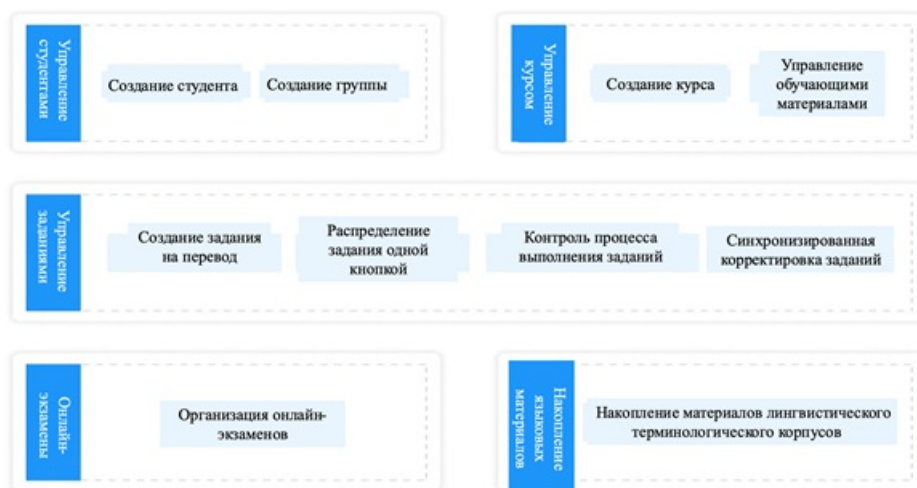 Управление
студентами
Создание студента
Создание группы
Управление
курсом
Создание курса
Управление
обучающими
материалами
Управление
заданиями
Создание задания
на перевод
Распределение
задания одной
кнопкой
Контроль процесса
выполнения заданий
Синхронизированная
корректировка заданий
Онлайн-
экзамены
Организация онлайн-
экзаменов
Накопление
языковых
материалов
Накопление материалов лингвистического
терминологического корпусов